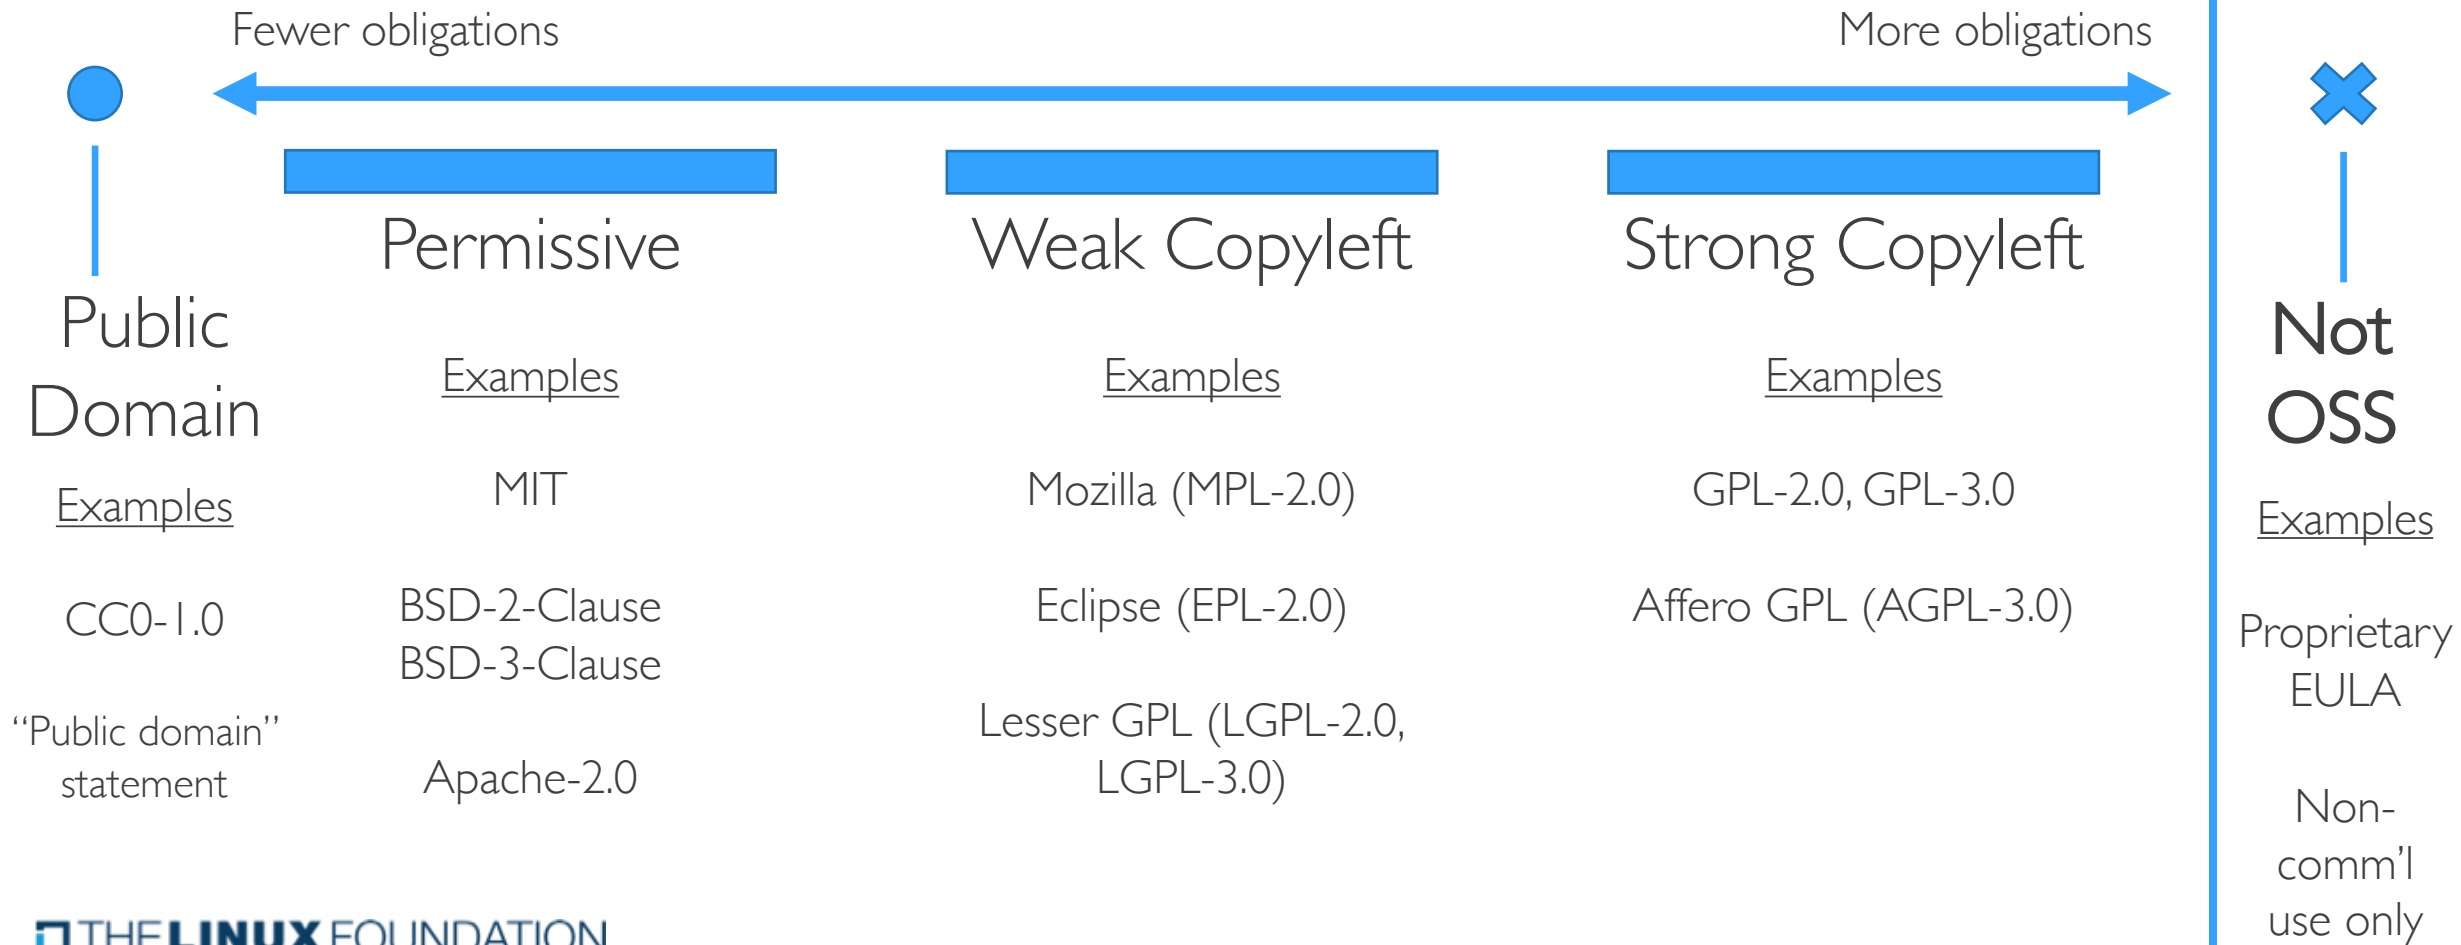 Fewer obligations
More obligations
Public
Domain
Examples
CC0-1.0
“Public domain”
statement
Permissive
Examples
MIT
BSD-2-Clause
BSD-3-Clause
Apache-2.0
Weak Copyleft
Examples
Mozilla (MPL-2.0)
Eclipse (EPL-2.0)
Lesser GPL (LGPL-2.0,
LGPL-3.0)
Strong Copyleft
Examples
GPL-2.0, GPL-3.0
Affero GPL (AGPL-3.0)
Not
OSS
Examples
Proprietary
EULA
Non-
comm’l
use only
THE LINUX FOUNDATION